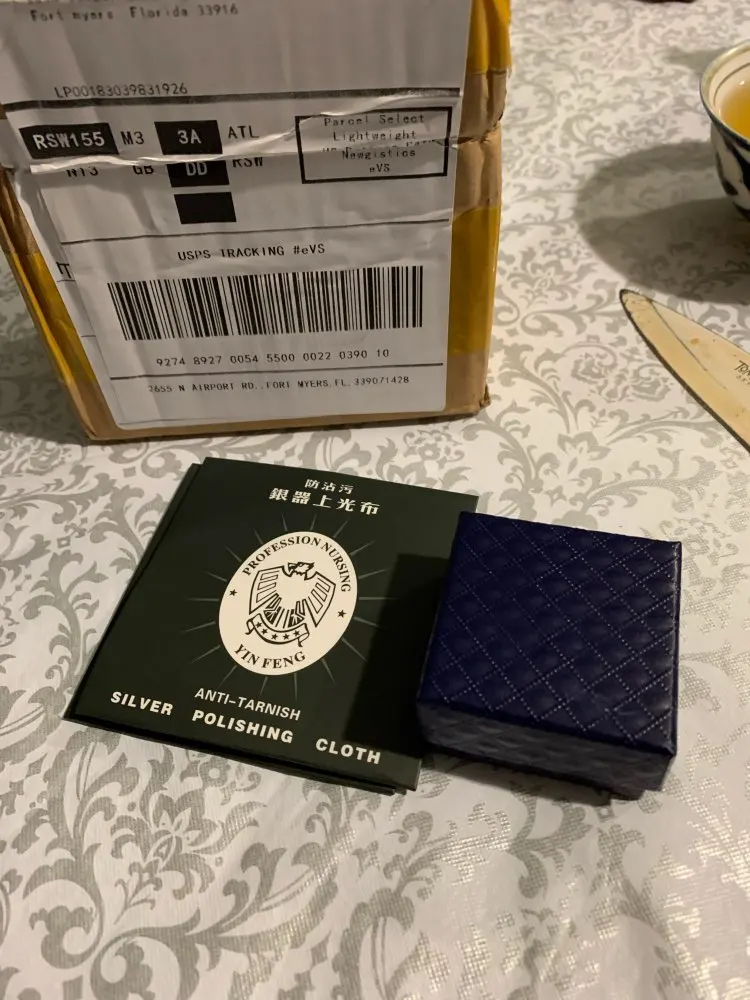 Fort myers Florida 33916
LP00183039831926
RSW155 M3 3A ATL
N13 GB DD RSW
Parcel Select
Lightweight
Newgistics
eVS
USPS TRACKING #eVS
9274 8927 0054 5500 0022 0390 10
2655 N AIRPORT RD.,FORT MYERS,FL,339071428
防沾污
銀器上光布
PROFESSION NURSING
YIN FENG
ANTI-TARNISH
SILVER POLISHING CLOTH